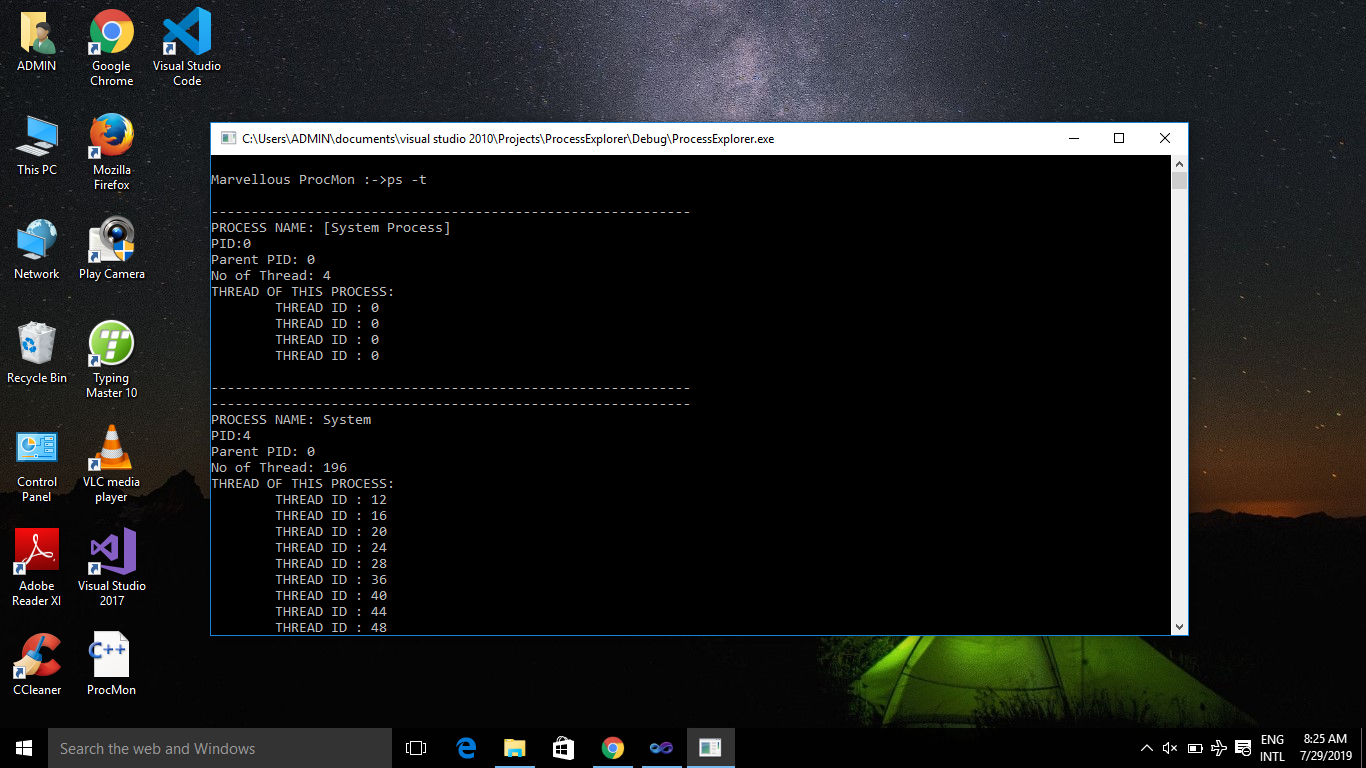 ADMIN
Google
Chrome
Visual Studio
Code
This PC
Mozilla
Firefox
Network
Play Camera
Recycle Bin
Typing
Master 10
Control
Panel
VLC media
player
Adobe
Reader XI
Visual Studio
2017
CCleaner
C++
ProcMon
C:\Users\ADMIN\documents\visual studio 2010\Projects\ProcessExplorer\Debug\ProcessExplorer.exe
Marvellous ProcMon :->ps -t
------------------------------------------------------------
PROCESS NAME: [System Process]
PID:0
Parent PID: 0
No of Thread: 4
THREAD OF THIS PROCESS:
THREAD ID : 0
THREAD ID : 0
THREAD ID : 0
THREAD ID : 0
------------------------------------------------------------
------------------------------------------------------------
PROCESS NAME: System
PID:4
Parent PID: 0
No of Thread: 196
THREAD OF THIS PROCESS:
THREAD ID : 12
THREAD ID : 16
THREAD ID : 20
THREAD ID : 24
THREAD ID : 28
THREAD ID : 36
THREAD ID : 40
THREAD ID : 44
THREAD ID : 48
Search the web and Windows
ENG
INTL
8:25 AM
7/29/2019